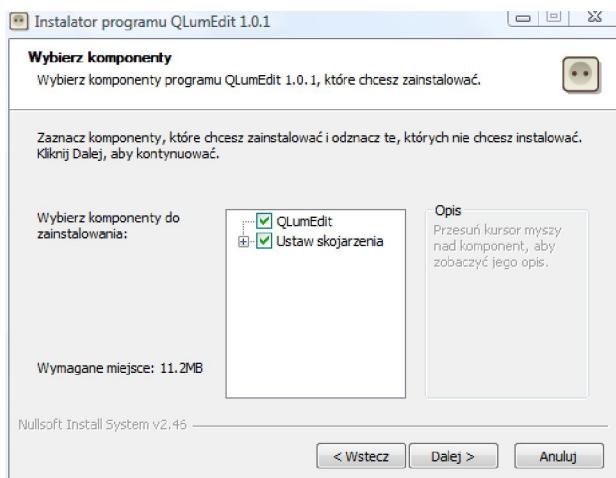 Instalator programu QLumEdit 1.0.1
Wybierz komponenty
Wybierz komponenty programu QLumEdit 1.0.1, które chcesz zainstalować.
Zaznacz komponenty, które chcesz zainstalować i odznacz te, których nie chcesz instalować.
Kliknij Dalej, aby kontynuować.
Wybierz komponenty do
zainstalowania:
QLumEdit
Ustaw skojarzenia
Opis
Przesuń kursor myszy
nad komponent, aby
zobaczyć jego opis.
Wymagane miejsce: 11.2MB
Nullsoft Install System v2.46
< Wstecz
Dalej >
Anuluj